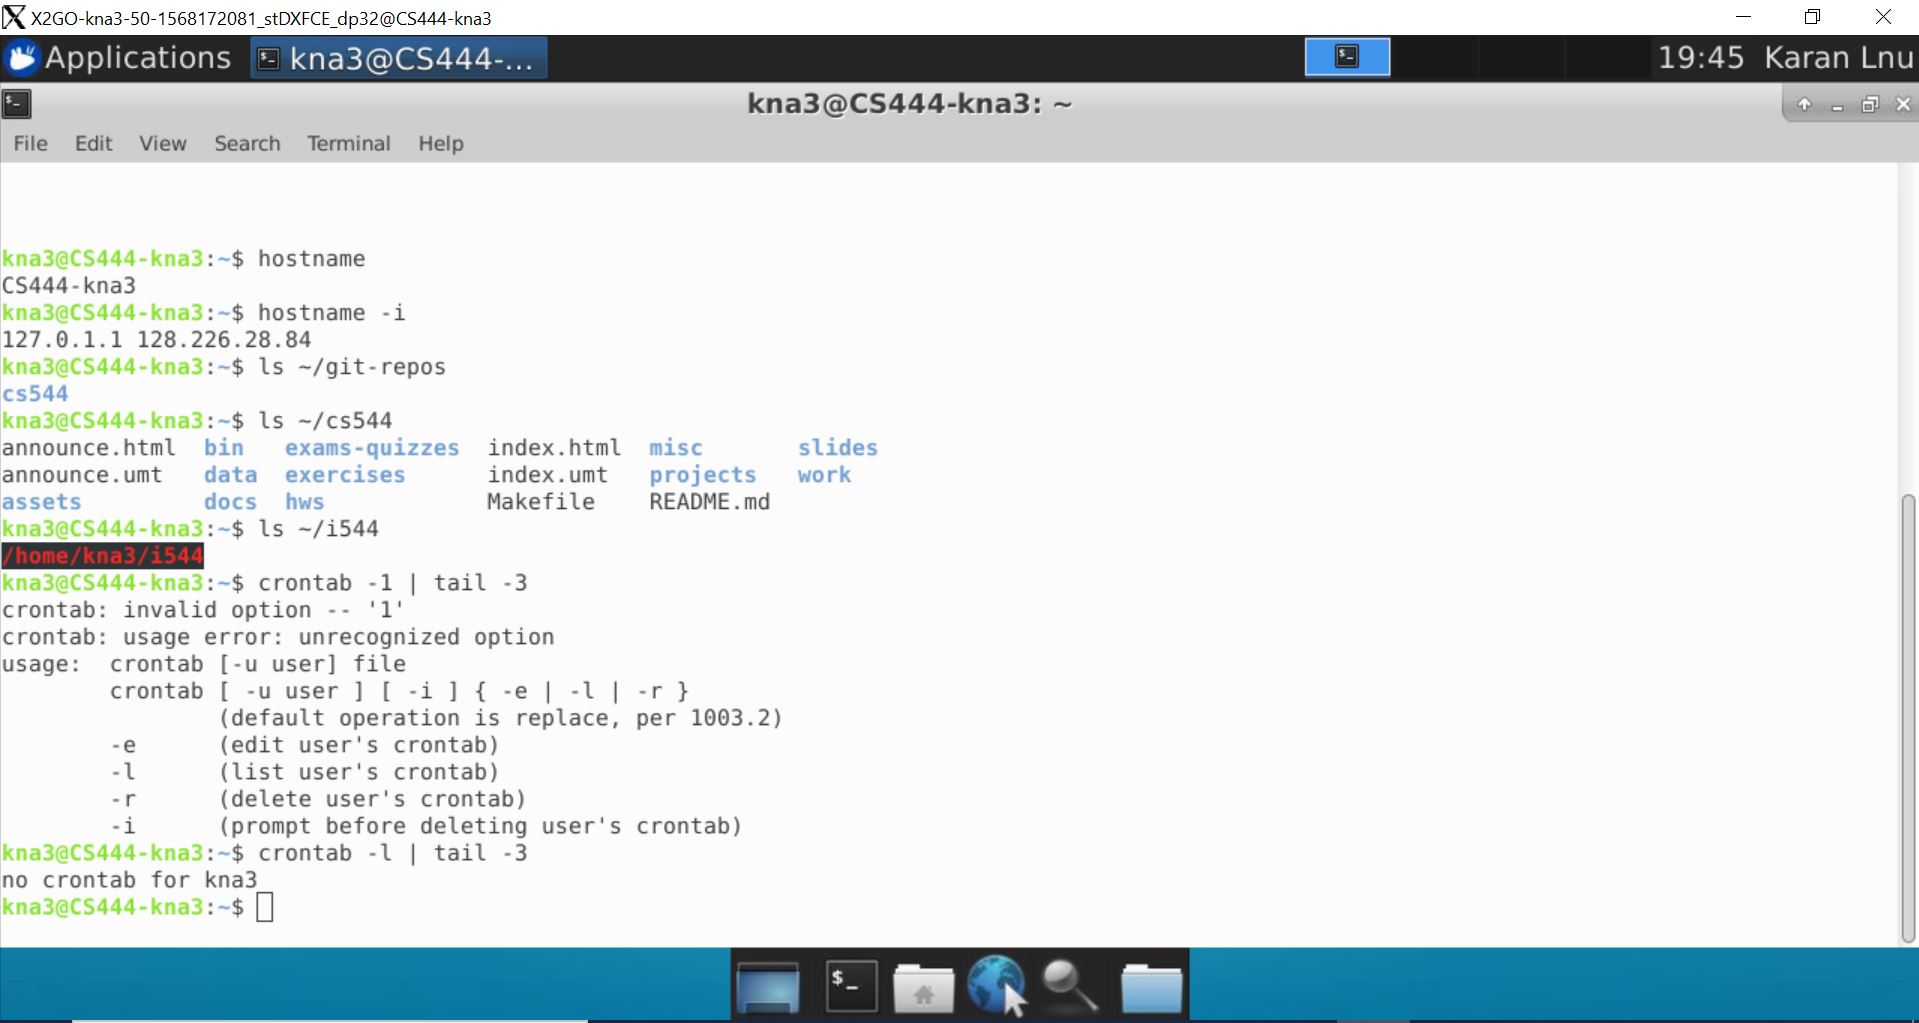 X2GO-kna3-50-1568172081_stDXFCE_dp32@CS444-kna3
Applications kna3@CS444-... 19:45 Karan Lnu
kna3@CS444-kna3: ~
File Edit View Search Terminal Help
kna3@CS444-kna3:~$ hostname
CS444-kna3
kna3@CS444-kna3:~$ hostname -i
127.0.1.1 128.226.28.84
kna3@CS444-kna3:~$ ls ~/git-repos
cs544
kna3@CS444-kna3:~$ ls ~/cs544
announce.html  bin   exams-quizzes  index.html  misc       slides
announce.umt   data  exercises      index.umt   projects   work
assets         docs  hws            Makefile    README.md
kna3@CS444-kna3:~$ ls ~/i544
/home/kna3/i544
kna3@CS444-kna3:~$ crontab -1 | tail -3
crontab: invalid option -- '1'
crontab: usage error: unrecognized option
usage:  crontab [-u user] file
        crontab [ -u user ] [ -i ] { -e | -l | -r }
                (default operation is replace, per 1003.2)
        -e      (edit user's crontab)
        -l      (list user's crontab)
        -r      (delete user's crontab)
        -i      (prompt before deleting user's crontab)
kna3@CS444-kna3:~$ crontab -l | tail -3
no crontab for kna3
kna3@CS444-kna3:~$